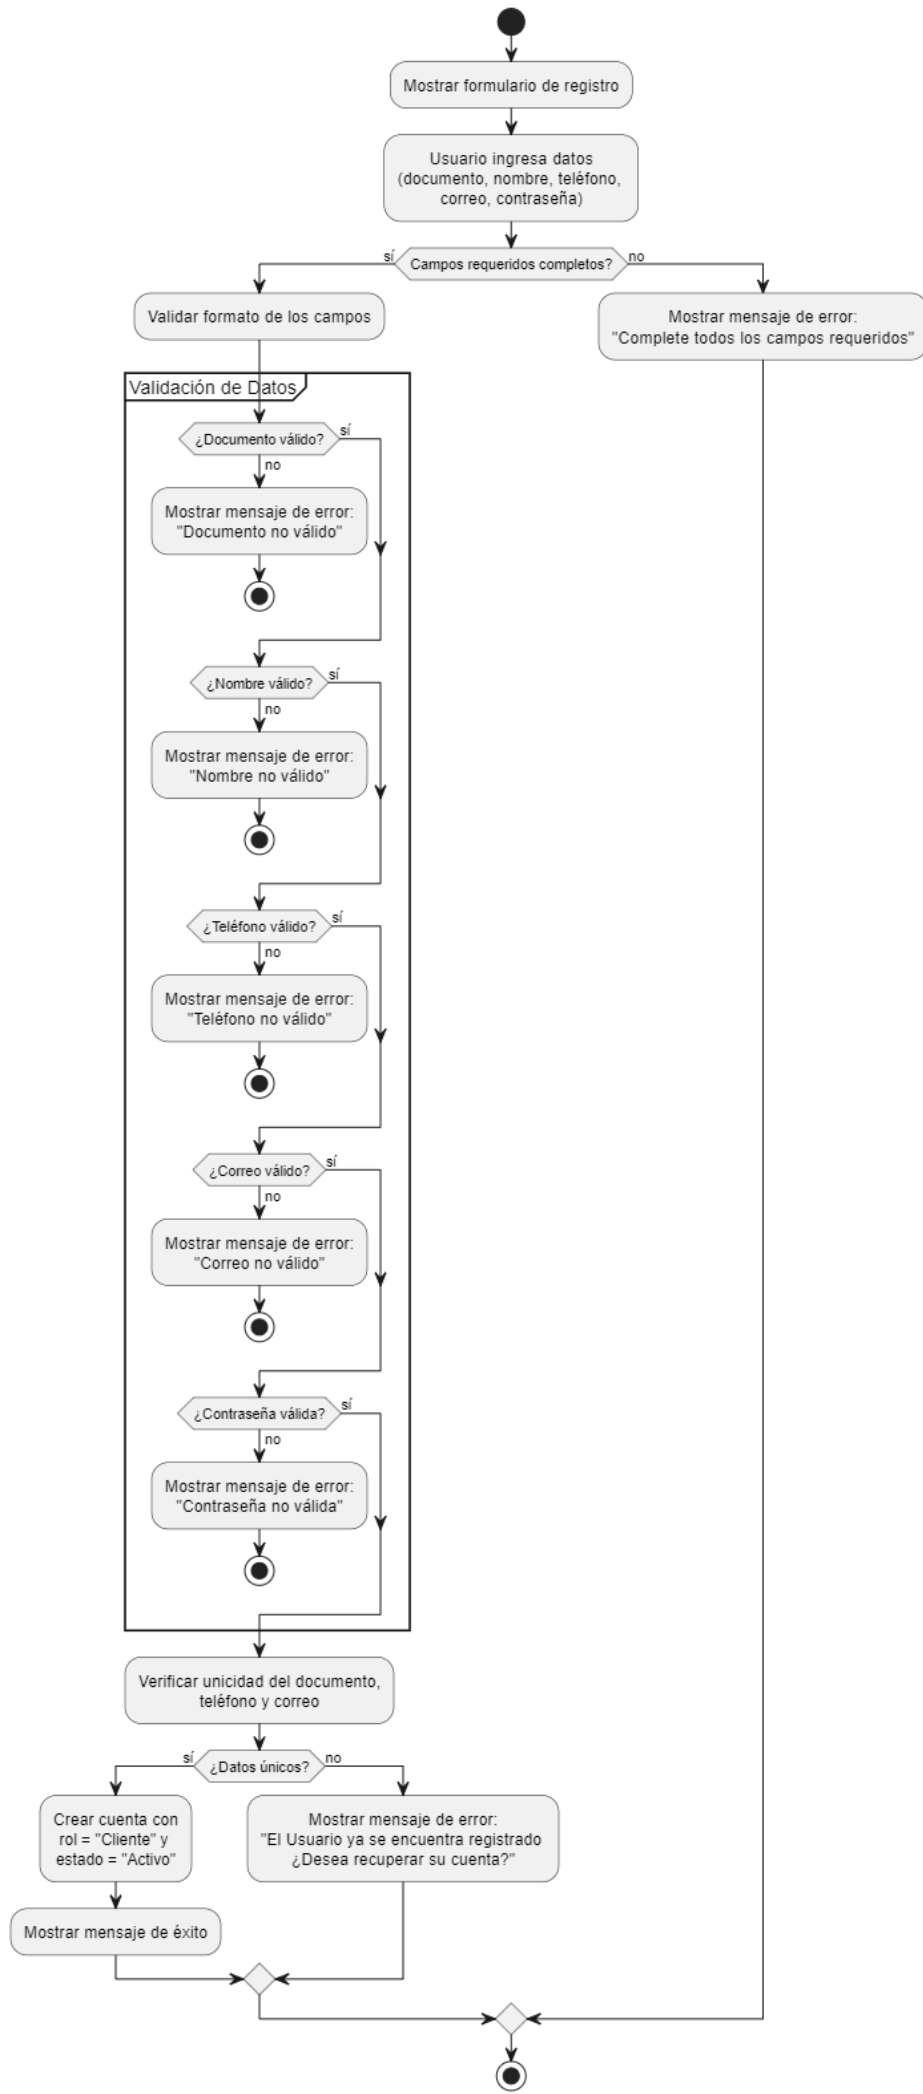 Mostrar formulario de registro
Usuario ingresa datos
(documento, nombre, teléfono,
correo, contraseña)
sí
Campos requeridos completos?
no
Validar formato de los campos
Mostrar mensaje de error:
"Complete todos los campos requeridos"
Validación de Datos
¿Documento válido?
sí
no
Mostrar mensaje de error:
"Documento no válido"
¿Nombre válido?
sí
no
Mostrar mensaje de error:
"Nombre no válido"
¿Teléfono válido?
sí
no
Mostrar mensaje de error:
"Teléfono no válido"
¿Correo válido?
sí
no
Mostrar mensaje de error:
"Correo no válido"
¿Contraseña válida?
sí
no
Mostrar mensaje de error:
"Contraseña no válida"
Verificar unicidad del documento,
teléfono y correo
sí
¿Datos únicos?
no
Crear cuenta con
rol = "Cliente" y
estado = "Activo"
Mostrar mensaje de error:
"El Usuario ya se encuentra registrado
¿Desea recuperar su cuenta?"
Mostrar mensaje de éxito